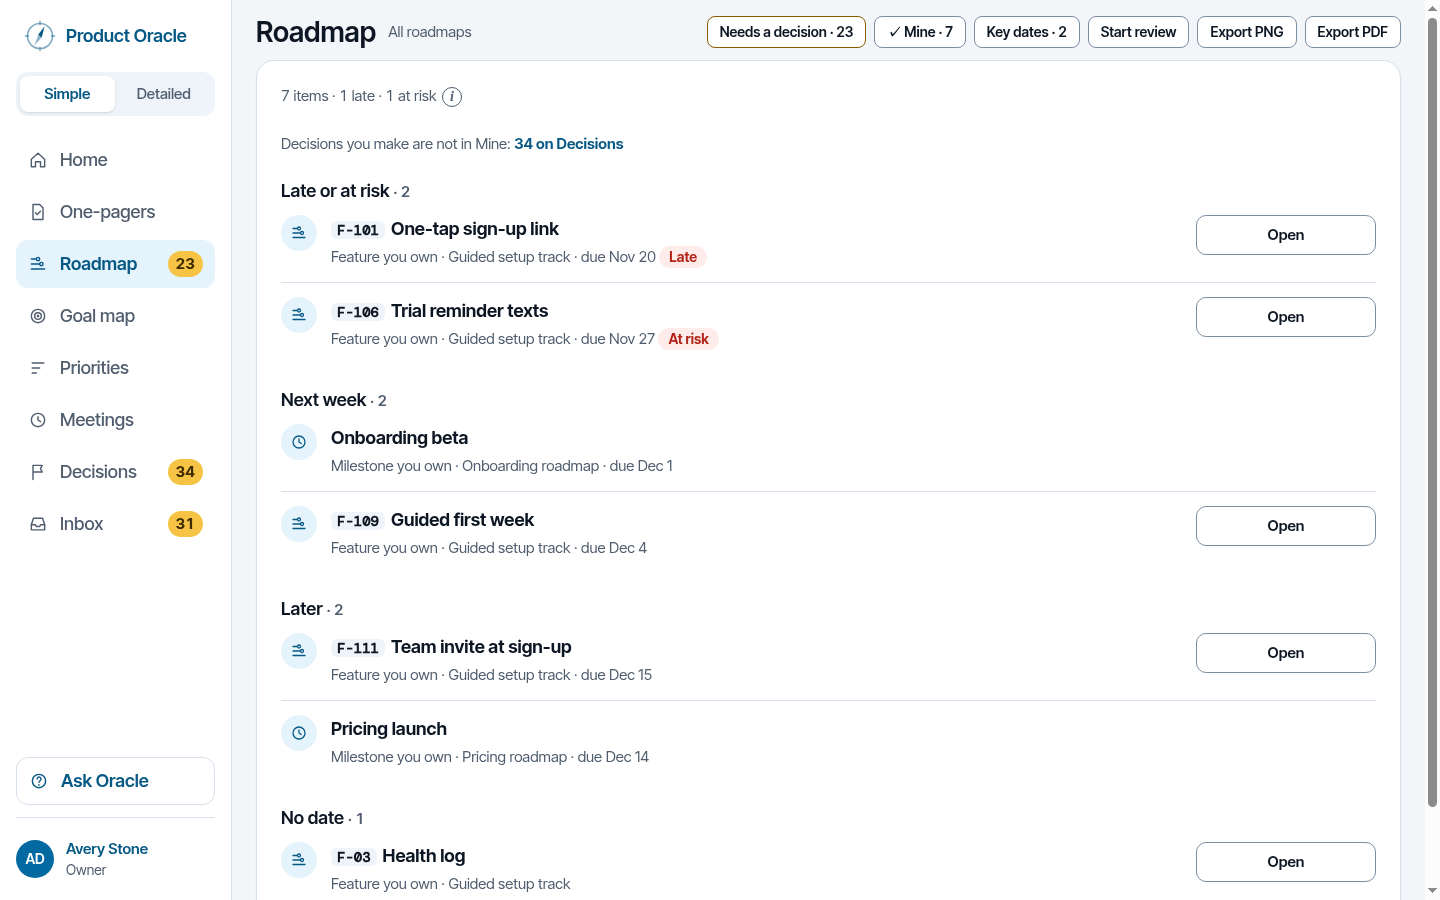 Product Oracle
Simple
Detailed
Home
One-pagers
Roadmap
23
Goal map
Priorities
Meetings
Decisions
34
Inbox
31
Ask Oracle
AD
Avery Stone
Owner
Roadmap
All roadmaps
Needs a decision · 23
✓ Mine · 7
Key dates · 2
Start review
Export PNG
Export PDF
7 items · 1 late · 1 at risk
i
Decisions you make are not in Mine: 34 on Decisions
Late or at risk · 2
F-101 One-tap sign-up link
Feature you own · Guided setup track · due Nov 20 Late
Open
F-106 Trial reminder texts
Feature you own · Guided setup track · due Nov 27 At risk
Open
Next week · 2
Onboarding beta
Milestone you own · Onboarding roadmap · due Dec 1
F-109 Guided first week
Feature you own · Guided setup track · due Dec 4
Open
Later · 2
F-111 Team invite at sign-up
Feature you own · Guided setup track · due Dec 15
Open
Pricing launch
Milestone you own · Pricing roadmap · due Dec 14
No date · 1
F-03 Health log
Feature you own · Guided setup track
Open